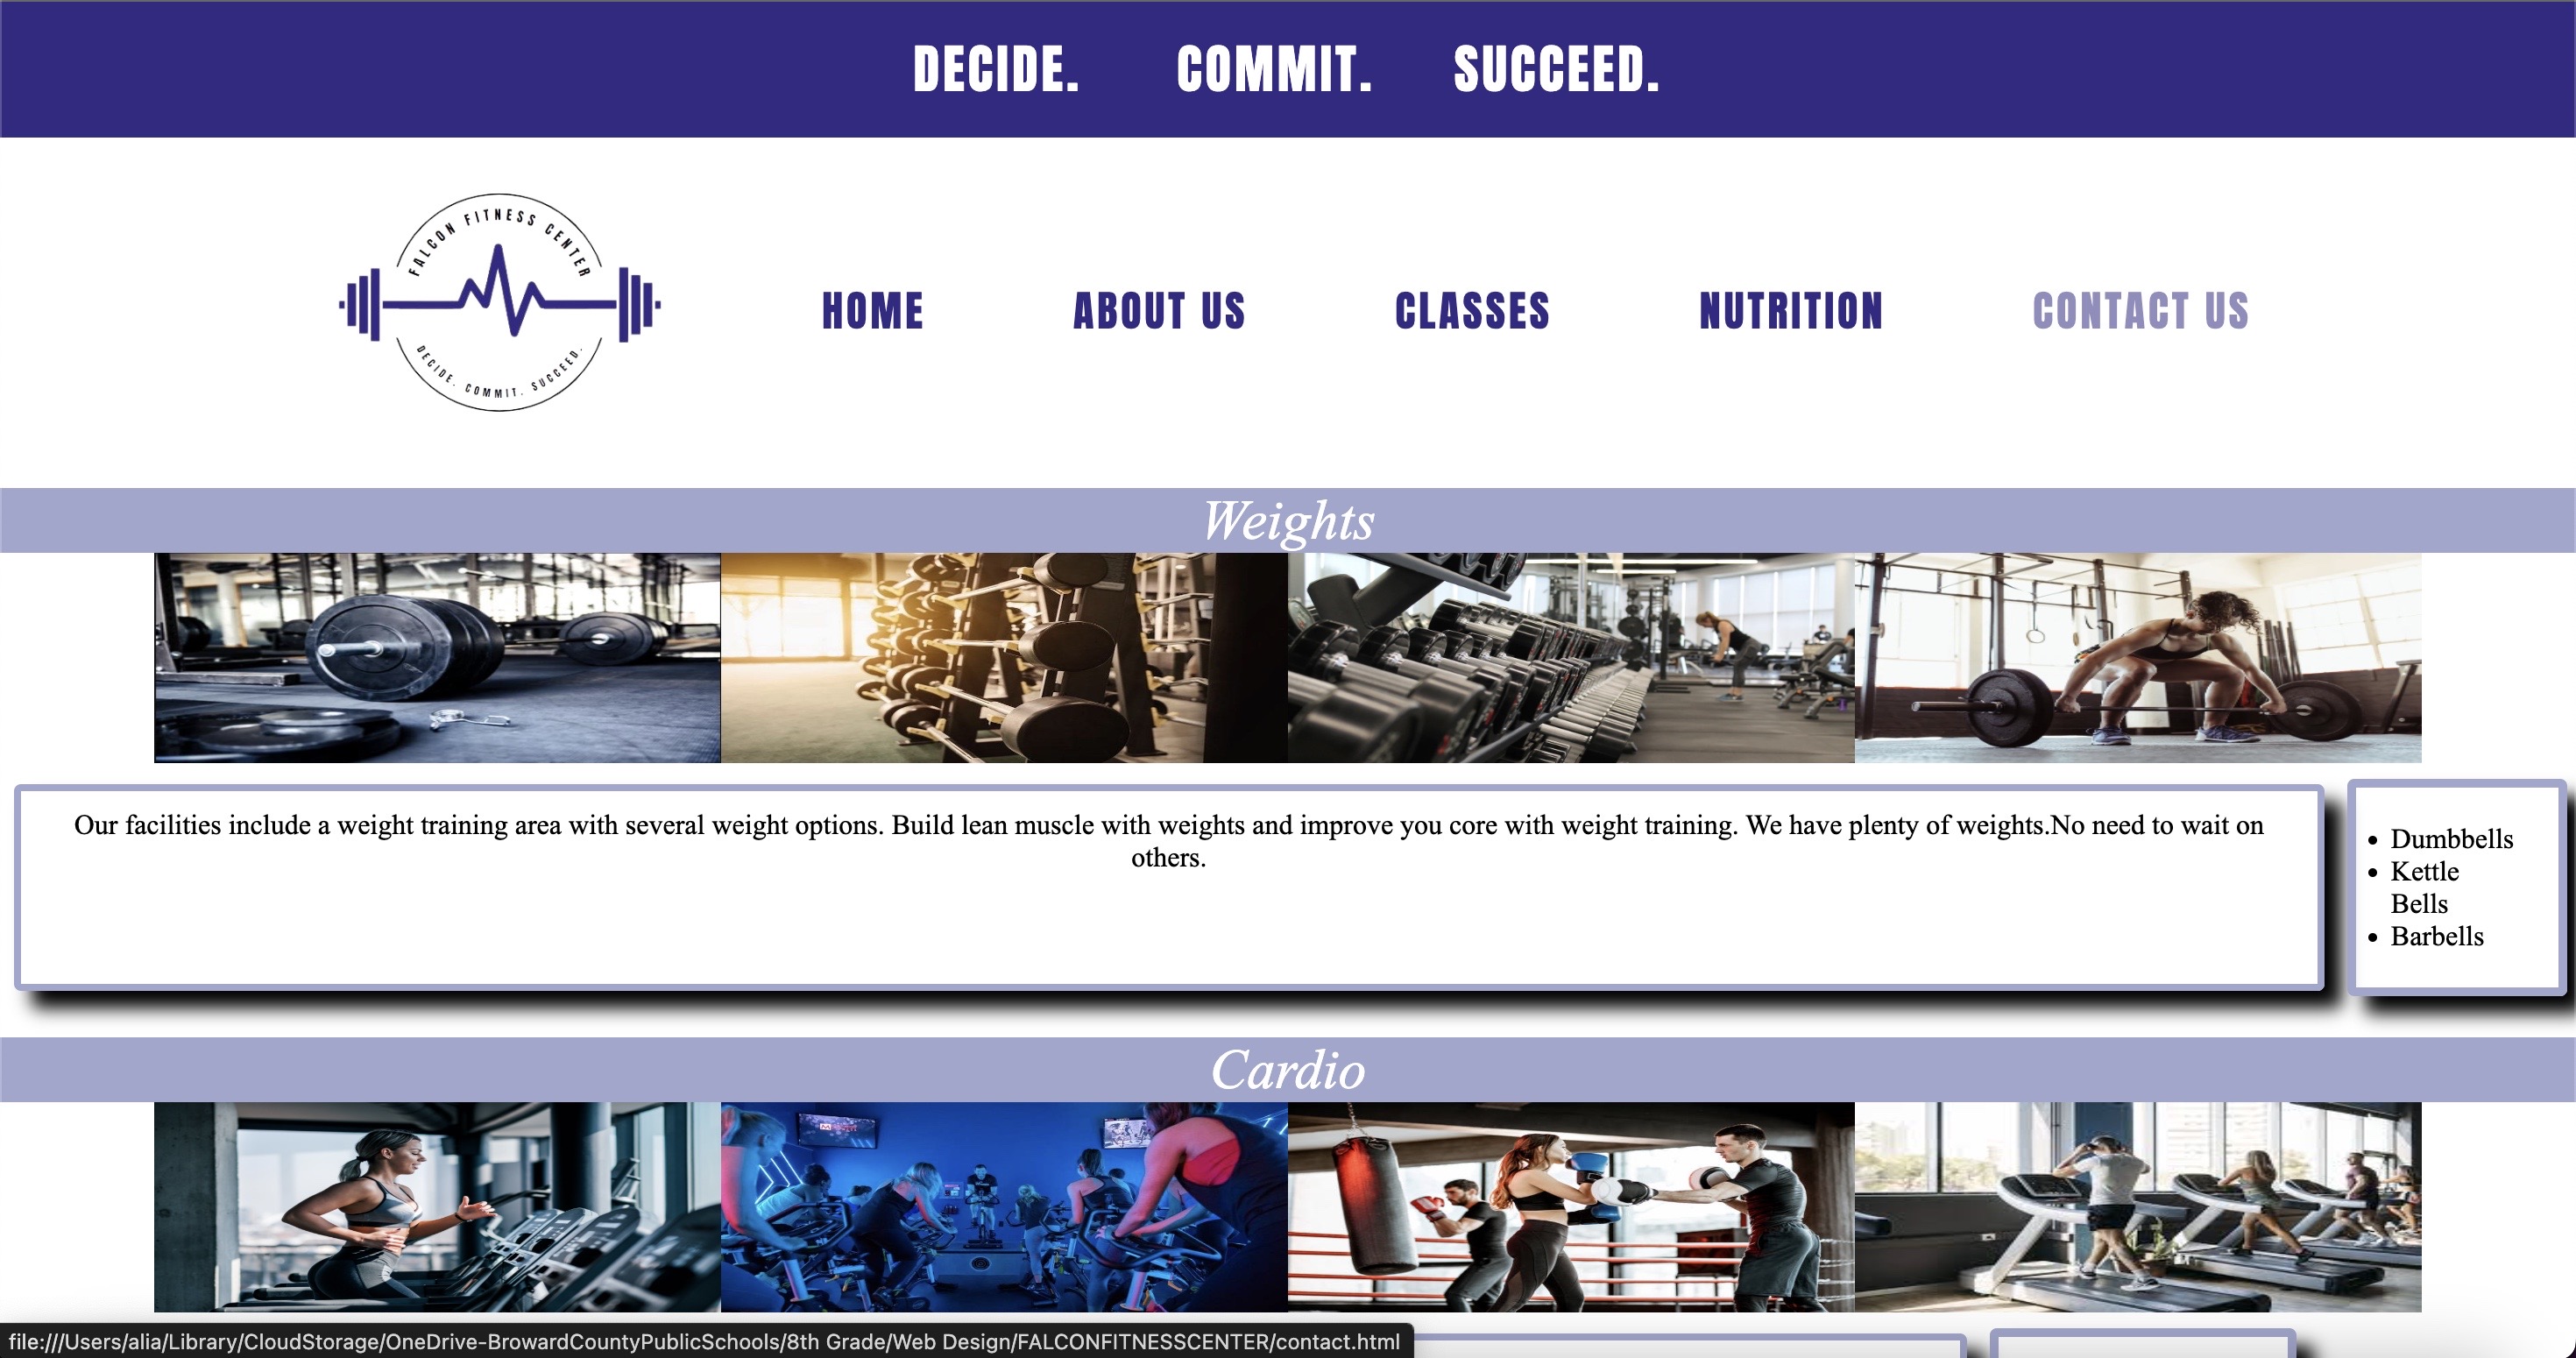 DECIDE. COMMIT. SUCCEED.
FALCON FITNESS CENTER
DECIDE. COMMIT. SUCCEED.
HOME ABOUT US CLASSES NUTRITION CONTACT US
Weights
Our facilities include a weight training area with several weight options. Build lean muscle with weights and improve you core with weight training. We have plenty of weights.No need to wait on
others.
• Dumbbells
• Kettle
Bells
• Barbells
Cardio
file:///Users/alia/Library/CloudStorage/OneDrive-BrowardCountyPublicSchools/8th Grade/Web Design/FALCONFITNESSCENTER/contact.html